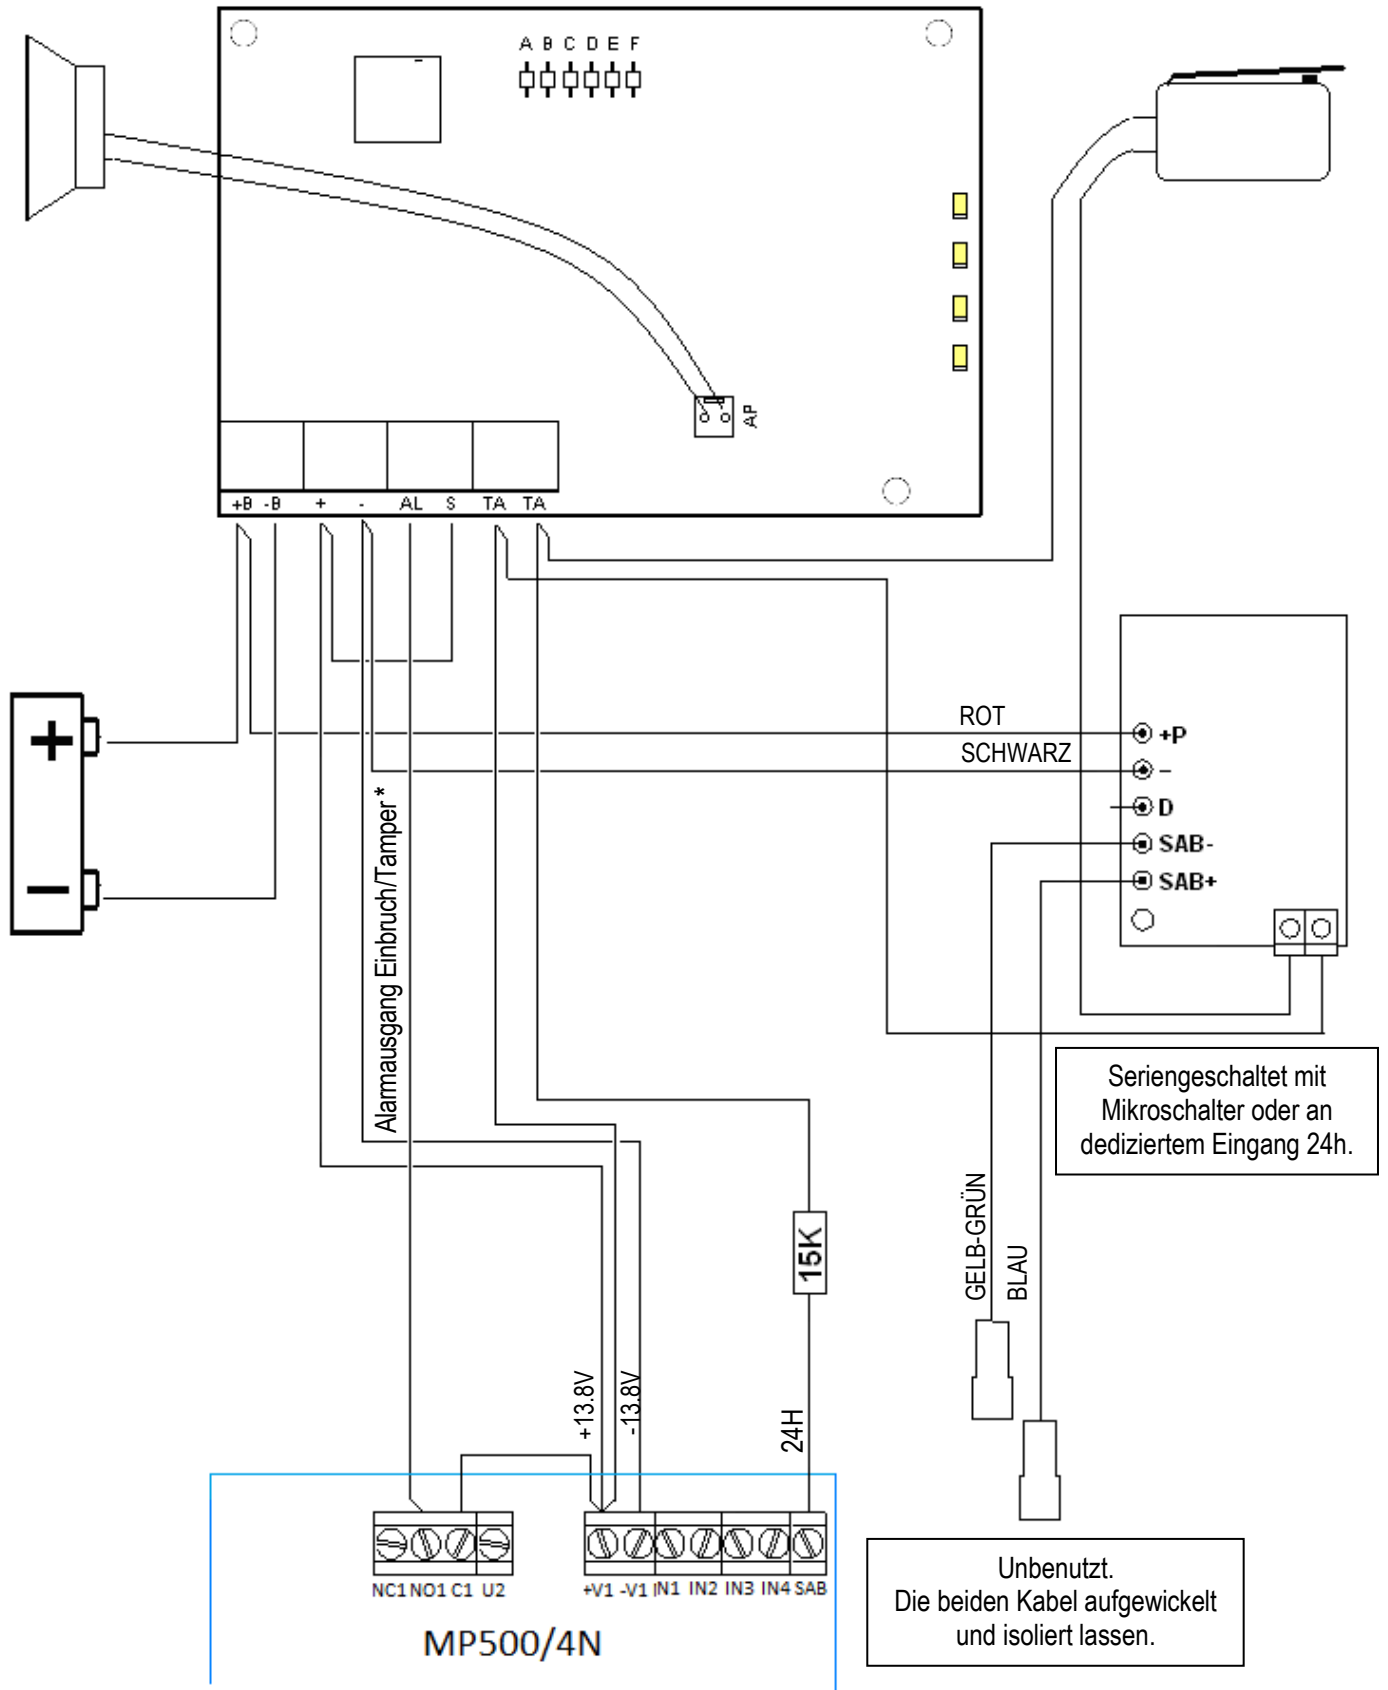 A B C D E F
AP
+B -B + - AL S TA TA
ROT
SCHWARZ
+P
-
D
SAB-
SAB+
+
-
Alarmausgang Einbruch/Tamper *
Seriengeschaltet mit
Mikroschalter oder an
dediziertem Eingang 24h.
GELB-GRÜN
BLAU
15K
+13.8V
-13.8V
24H
NC1 NO1 C1 U2
+V1 -V1 IN1 IN2 IN3 IN4 SAB
MP500/4N
Unbenutzt.
Die beiden Kabel aufgewickelt
und isoliert lassen.